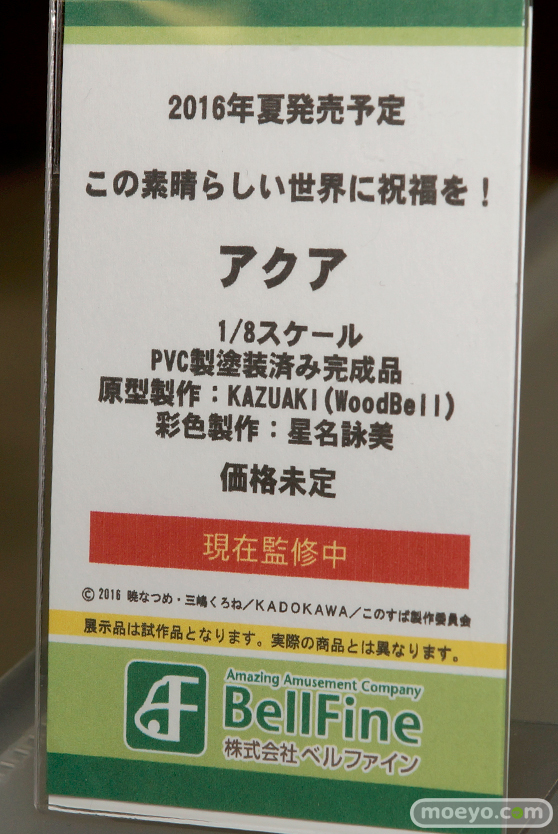 2016年夏発売予定
この素晴らしい世界に祝福を！
アクア
1/8スケール
PVC製塗装済み完成品
原型製作：KAZUAKI(WoodBell)
彩色製作：星名詠美
価格未定
現在監修中
© 2016 暁なつめ・三嶋くろね／KADOKAWA／このすば製作委員会
展示品は試作品となります。実際の商品とは異なります。
Amazing Amusement Company
BellFine
株式会社ベルファイン
moeyo.com